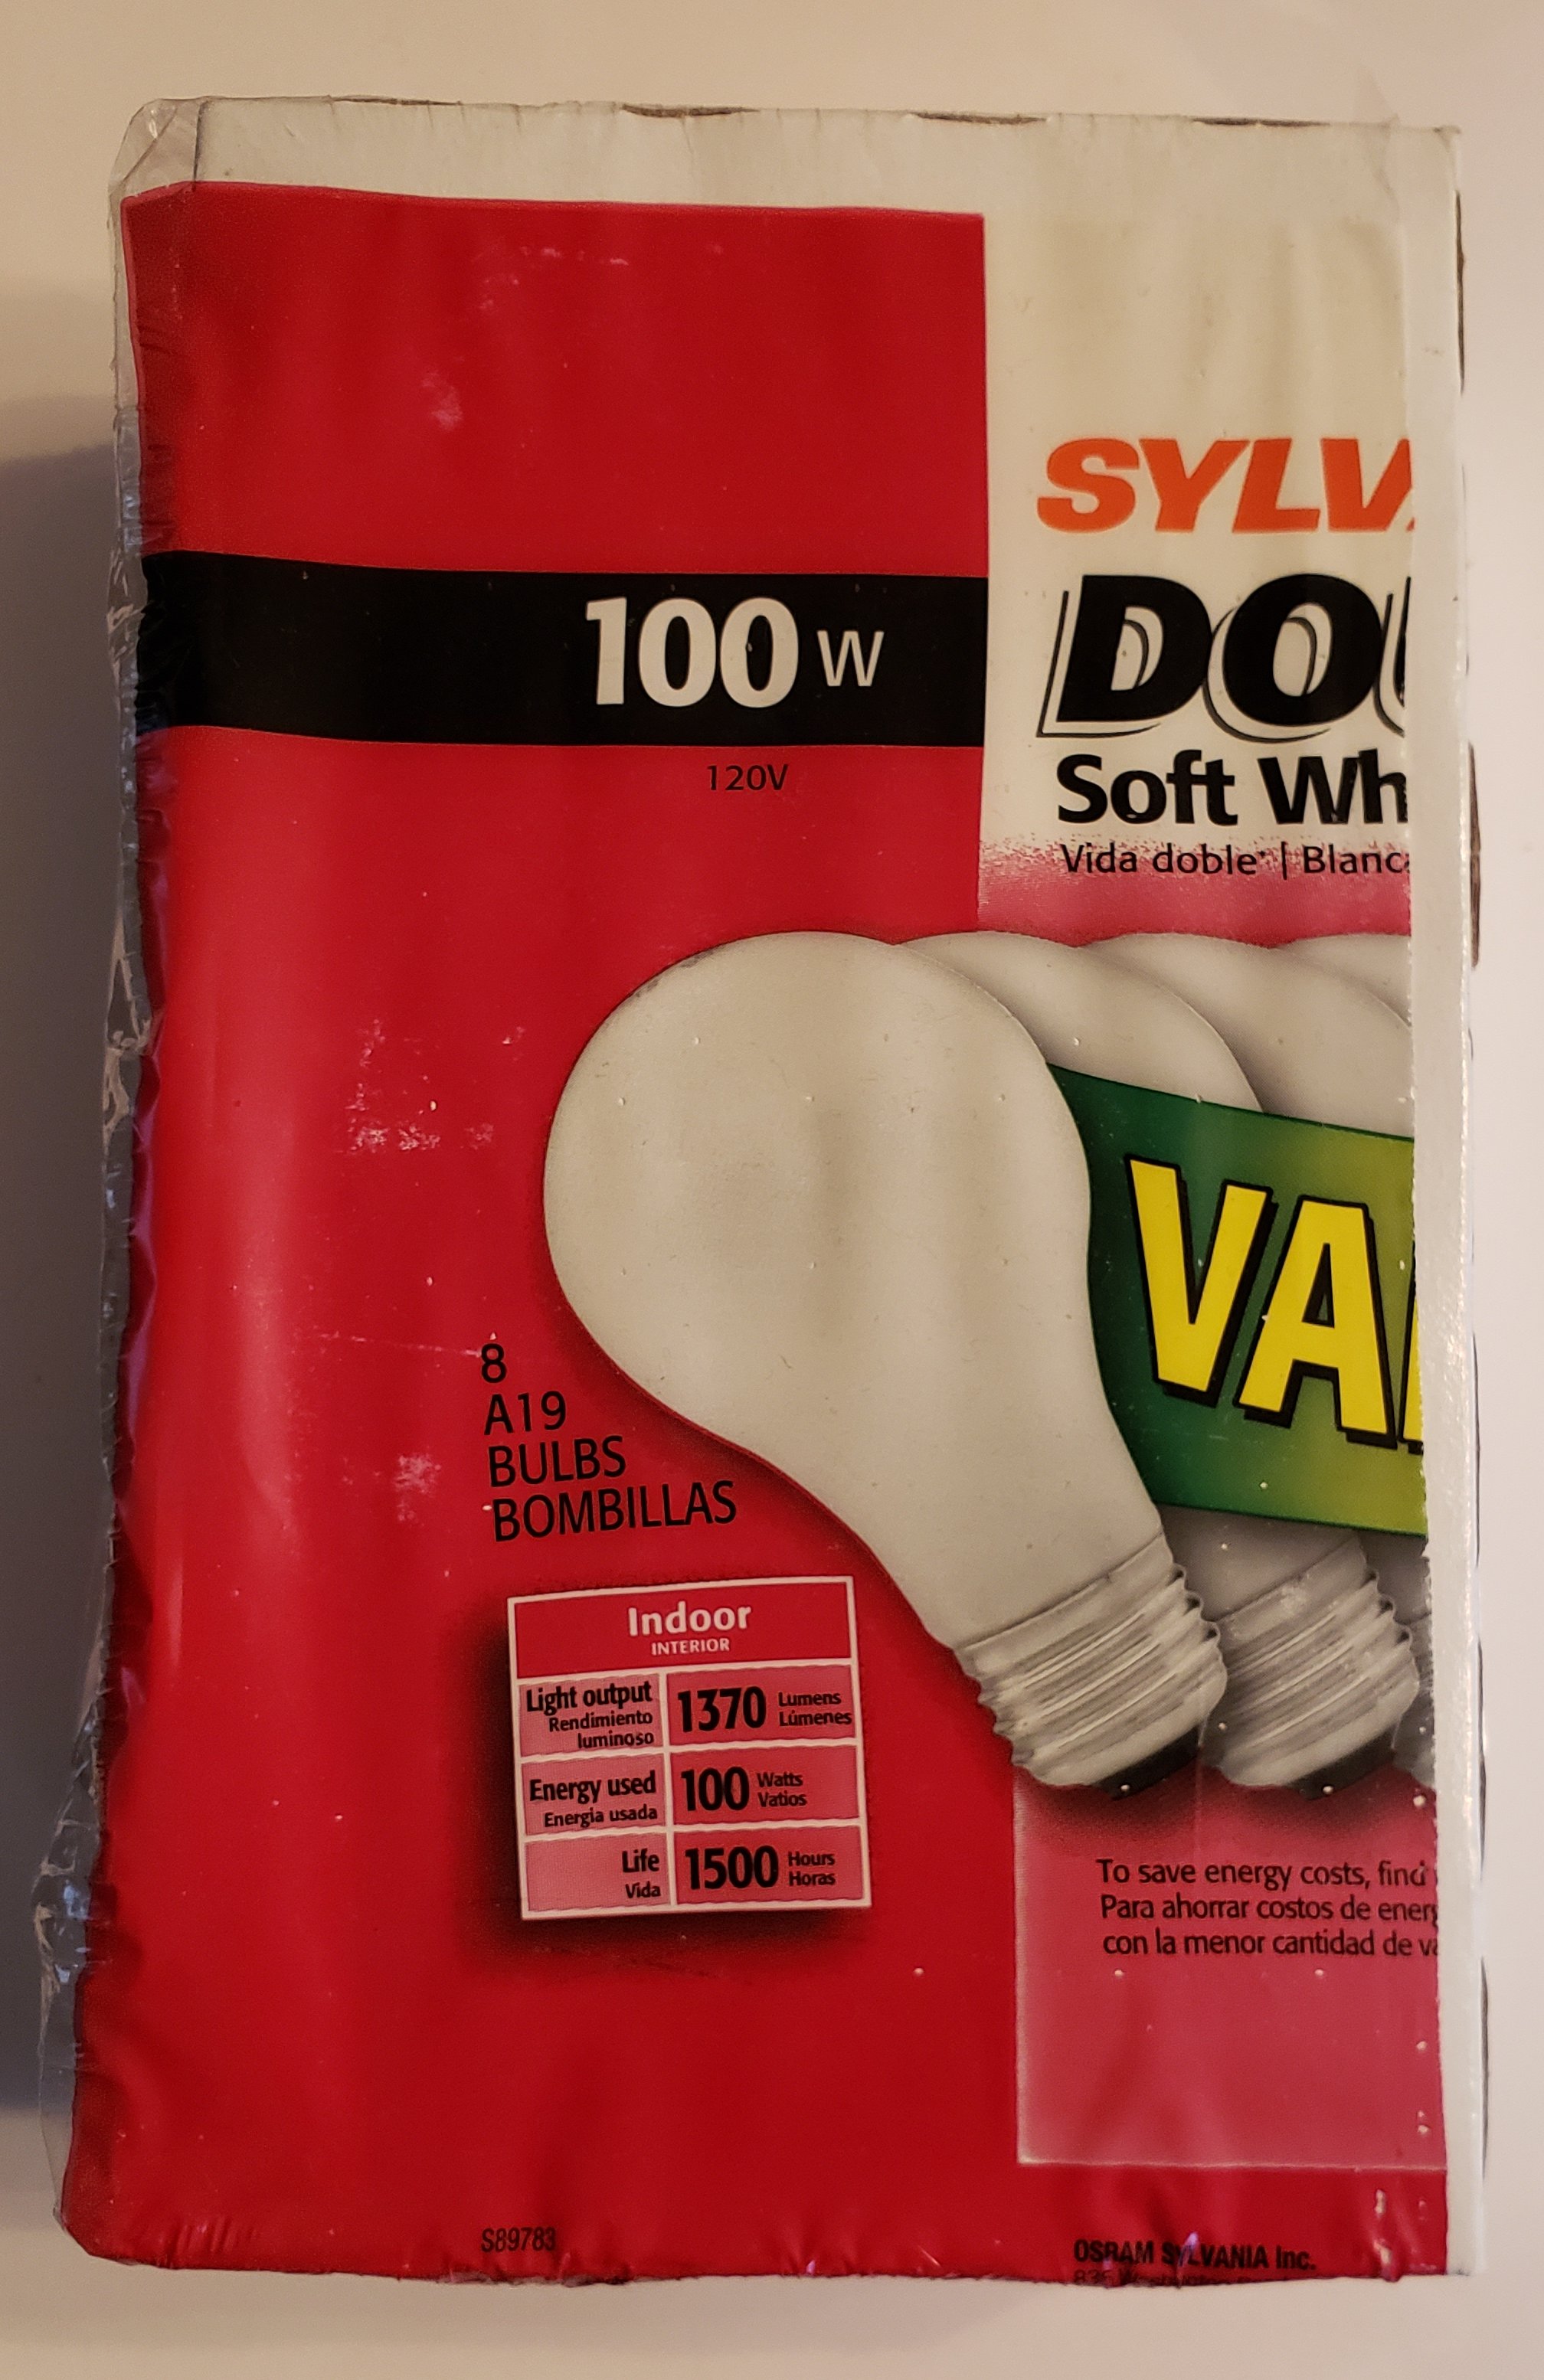 SYLV
100 W
120V
DO
Soft Wh
Vida doble* | Blanc
VA
8
A19
BULBS
BOMBILLAS
Indoor
INTERIOR
Light output
Rendimiento
luminoso
1370 Lumens
Lúmenes
Energy used
Energia usada
100 Watts
Vatios
Life
Vida
1500 Hours
Horas
To save energy costs, find
Para ahorrar costos de ener
con la menor cantidad de v
S89783
OSRAM SYLVANIA Inc.